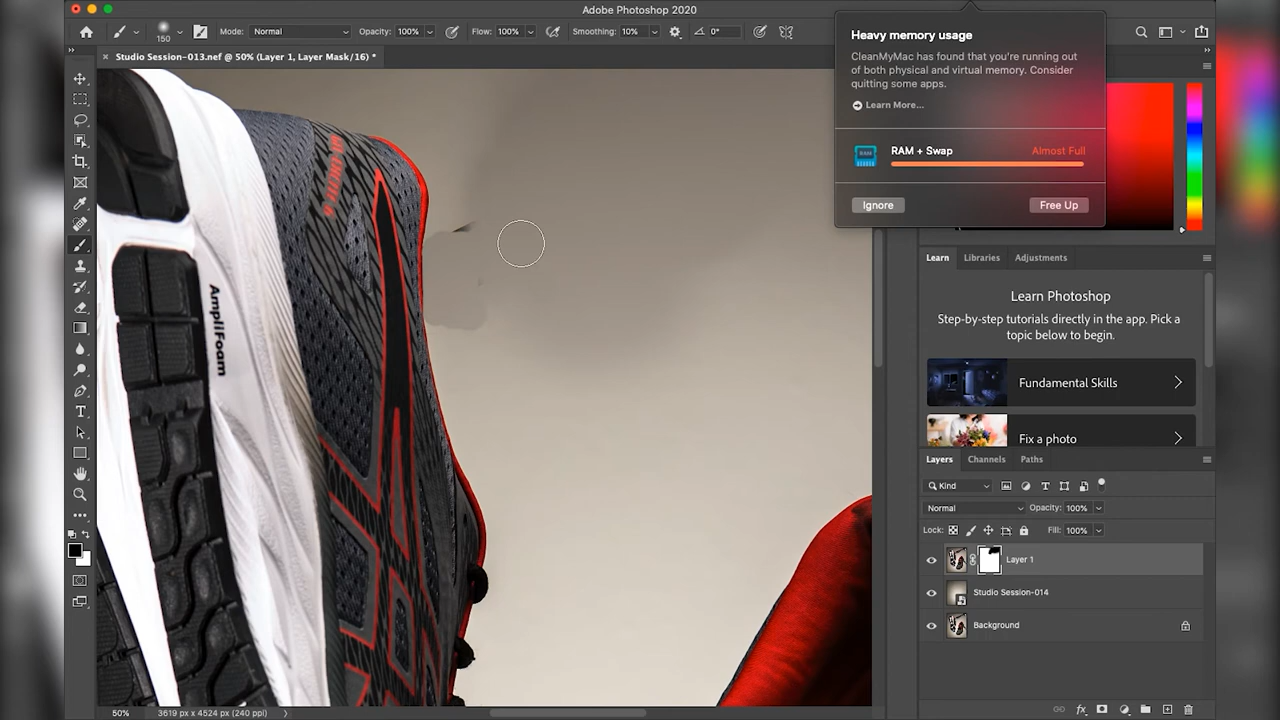 Adobe Photoshop 2020
150
Mode: Normal
Opacity: 100%
Flow: 100%
Smoothing: 10%
0°
Studio Session-013.nef @ 50% (Layer 1, Layer Mask/16) *
Heavy memory usage
CleanMyMac has found that you're running out
of both physical and virtual memory. Consider
quitting some apps.
Learn More...
RAM
RAM + Swap
Almost Full
Ignore
Free Up
AmpliFoam
Learn
Libraries
Adjustments
Learn Photoshop
Step-by-step tutorials directly in the app. Pick a
topic below to begin.
Fundamental Skills
Fix a photo
Layers
Channels
Paths
Kind
Normal
Opacity: 100%
Lock:
Fill: 100%
Layer 1
Studio Session-014
Background
50%
3619 px x 4524 px (240 ppi)